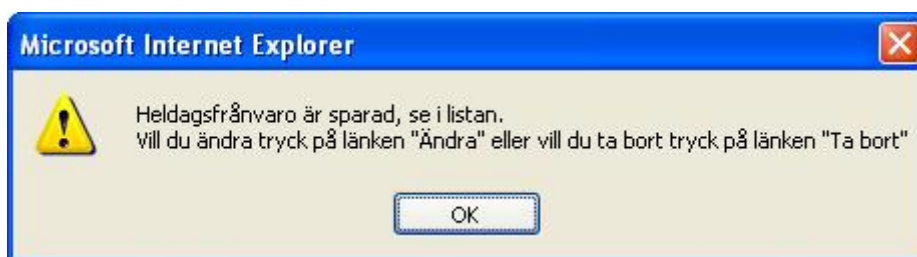 Microsoft Internet Explorer
Heldagsfrånvaro är sparad, se i listan.
Vill du ändra tryck på länken "Ändra" eller vill du ta bort tryck på länken "Ta bort"
OK